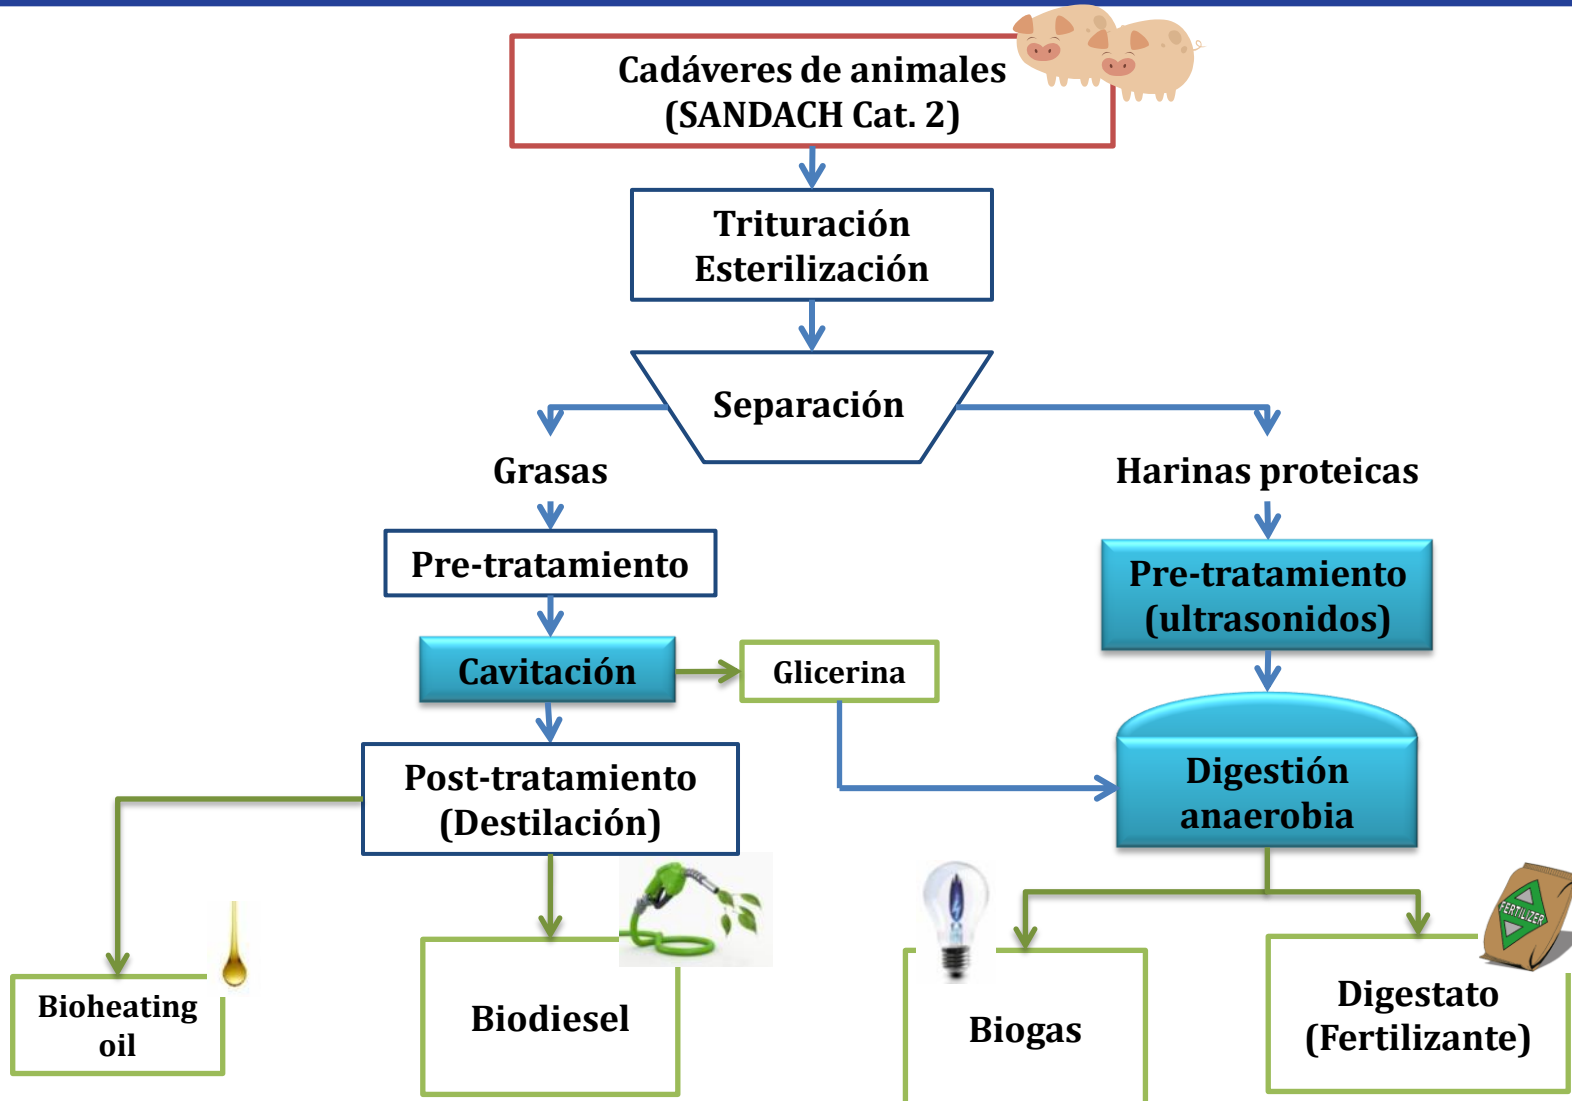 Cadáveres de animales
(SANDACH Cat. 2)
Trituración
Esterilización
Separación
Grasas
Harinas proteicas
Pre-tratamiento
Pre-tratamiento
(ultrasonidos)
Cavitación
Glicerina
Post-tratamiento
(Destilación)
Digestión
anaerobia
FERTILIZER
Bioheating
oil
Biodiesel
Biogas
Digestato
(Fertilizante)